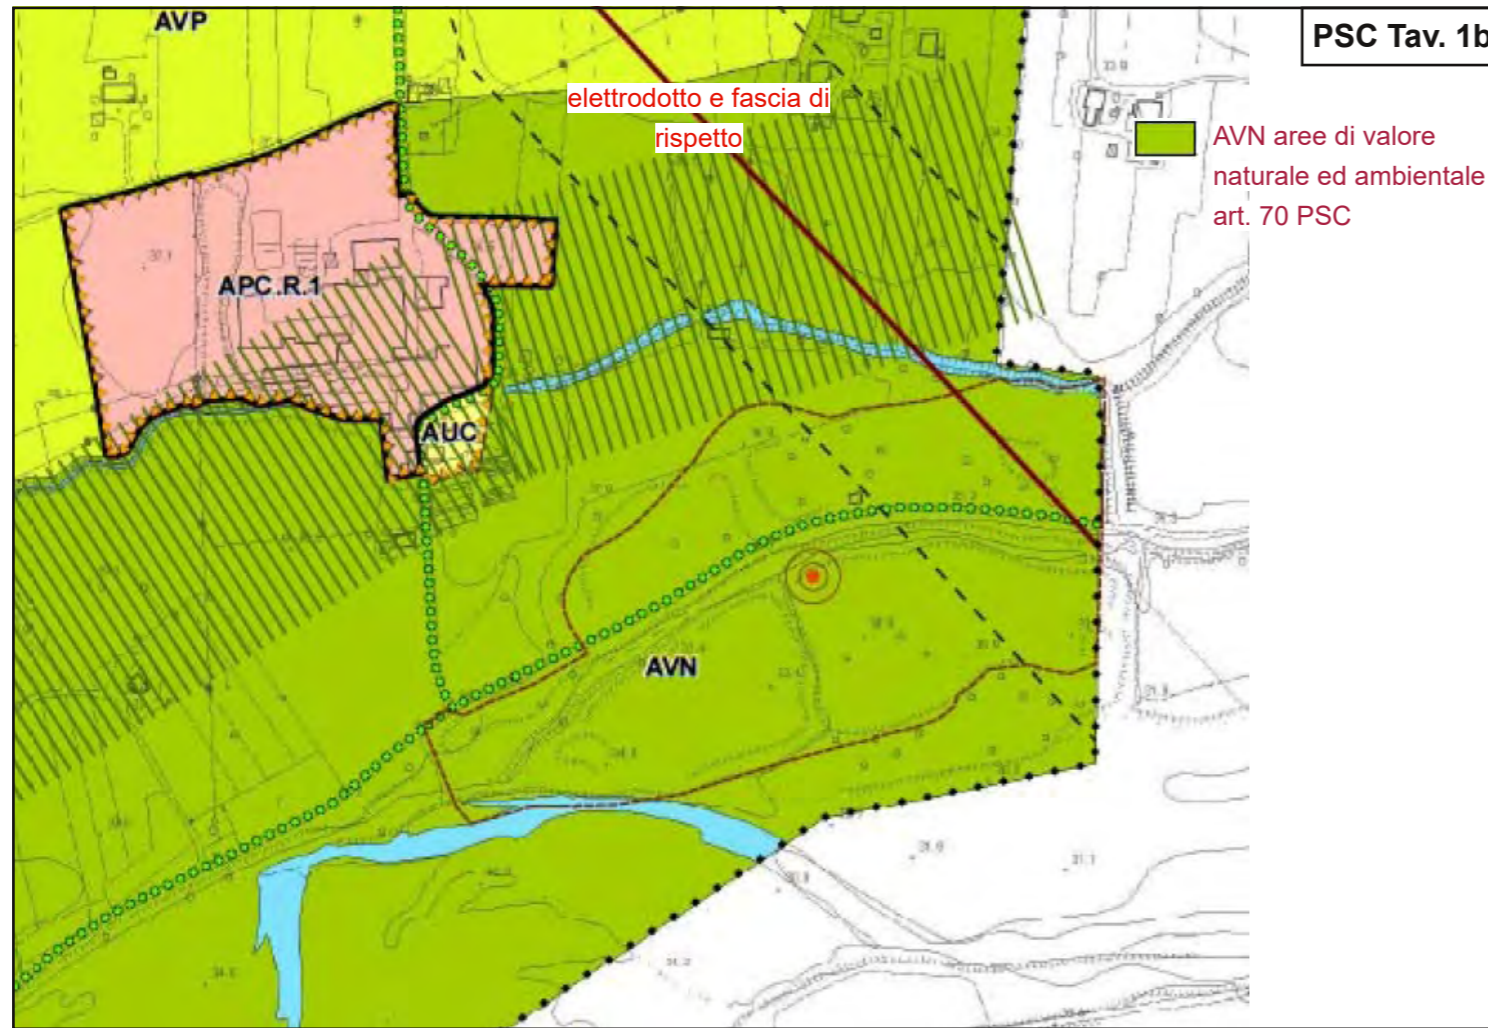 AVP
PSC Tav. 1b
elettrodotto e fascia di
rispetto
AVN aree di valore
naturale ed ambientale
art. 70 PSC
APC.R.1
AUC
AVN